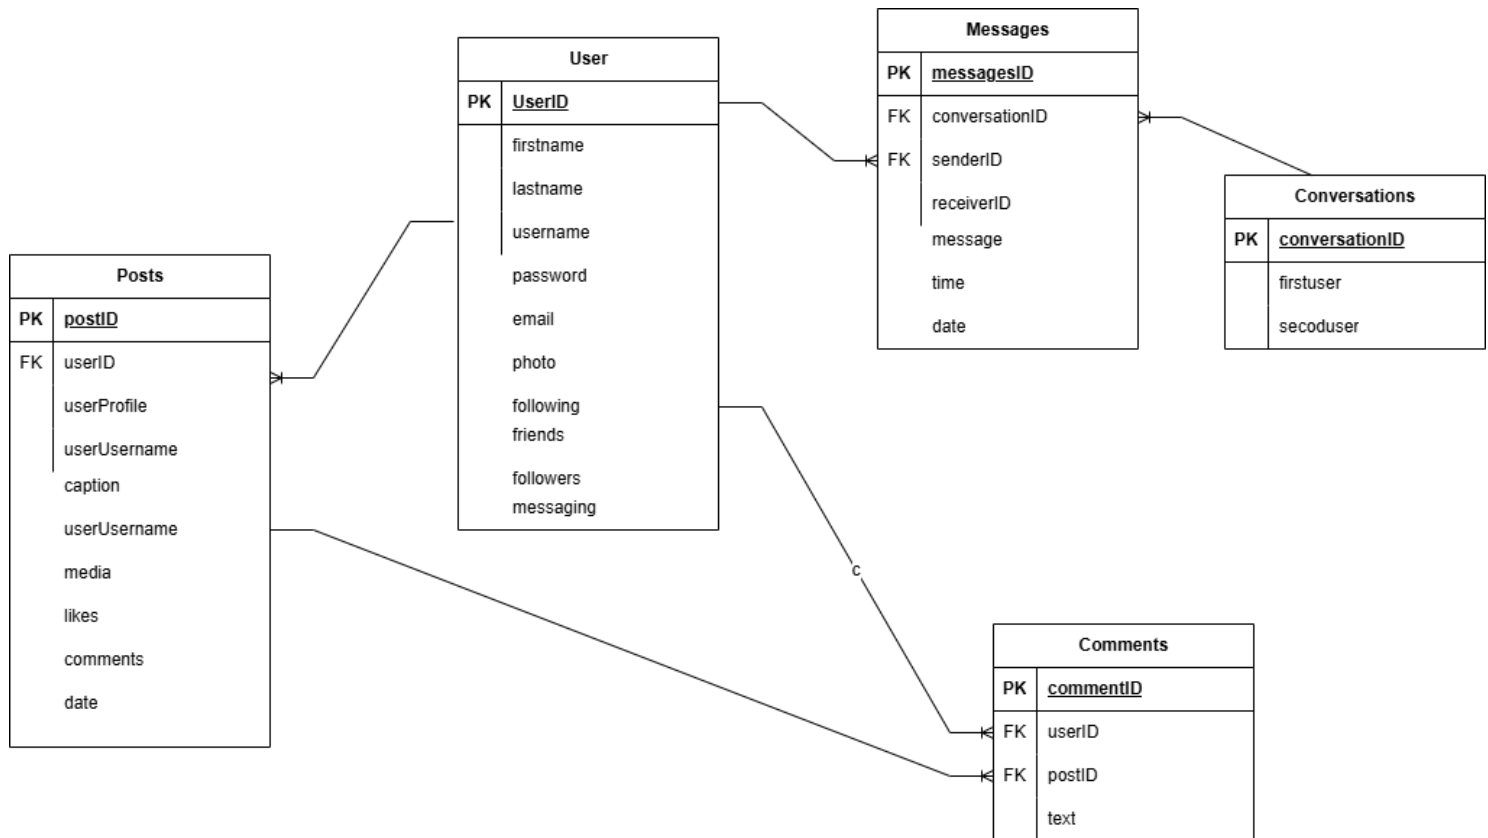 Messages
PK messagesID
FK conversationID
FK senderID
receiverID
message
time
date
User
PK UserID
firstname
lastname
username
password
email
photo
following
friends
followers
messaging
Conversations
PK conversationID
firstuser
secoduser
Posts
PK postID
FK userID
userProfile
userUsername
caption
userUsername
media
likes
comments
date
c
Comments
PK commentID
FK userID
FK postID
text